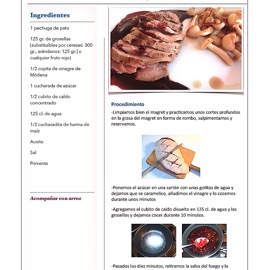 Ingredientes
1 pechuga de pato
125 gr. de grosellas
(substituibles por cerezas: 300
gr., arándanos: 125 gr.) o
cualquier fruto rojo)
1/2 copita de vinagre de
Módena
1 cucharada de azúcar
1/2 cubito de caldo
concentrado
125 cl. de agua
1/2 cucharadita de harina de
maíz
Aceite
Sal
Pimienta
Acompañar con arroz
Procedimiento
-Limpiamos bien el magret y practicamos unos cortes profundos
en la grasa del magret en forma de rombo, salpimentamos y
reservamos.
-Ponemos el azúcar en una sartén con unas gotitas de agua y
dejamos que se caramelice, añadimos el vinagre y lo cocemos
durante unos minutos
-Agregamos el cubito de caldo disuelto en 125 cl. de agua y las
grosellas y dejamos cocer durante 10 minutos.
-Pasados los diez minutos, retiramos la salsa del fuego y la